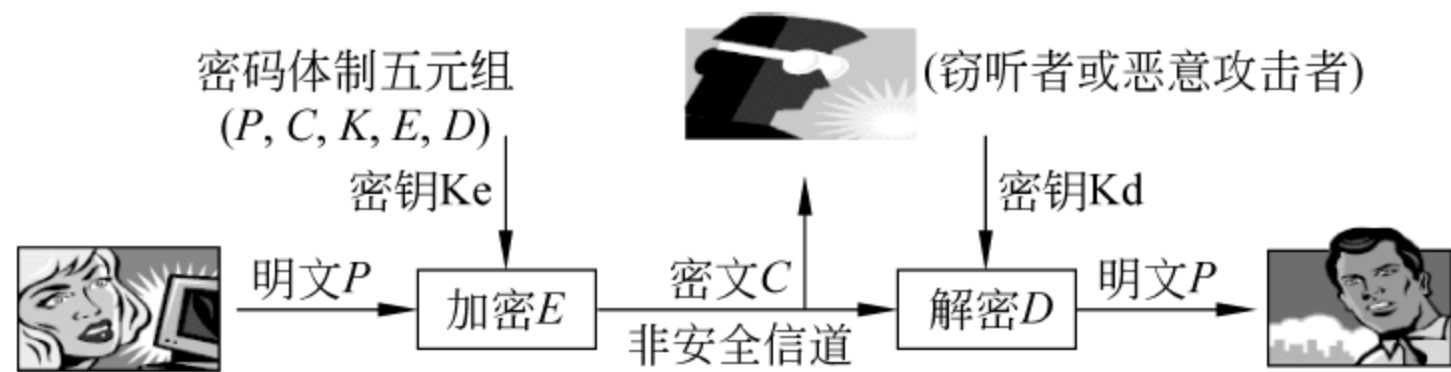 密码体制五元组
(P, C, K, E, D)
(窃听者或恶意攻击者)
密钥Ke
密钥Kd
明文P
加密E
密文C
非安全信道
解密D
明文P